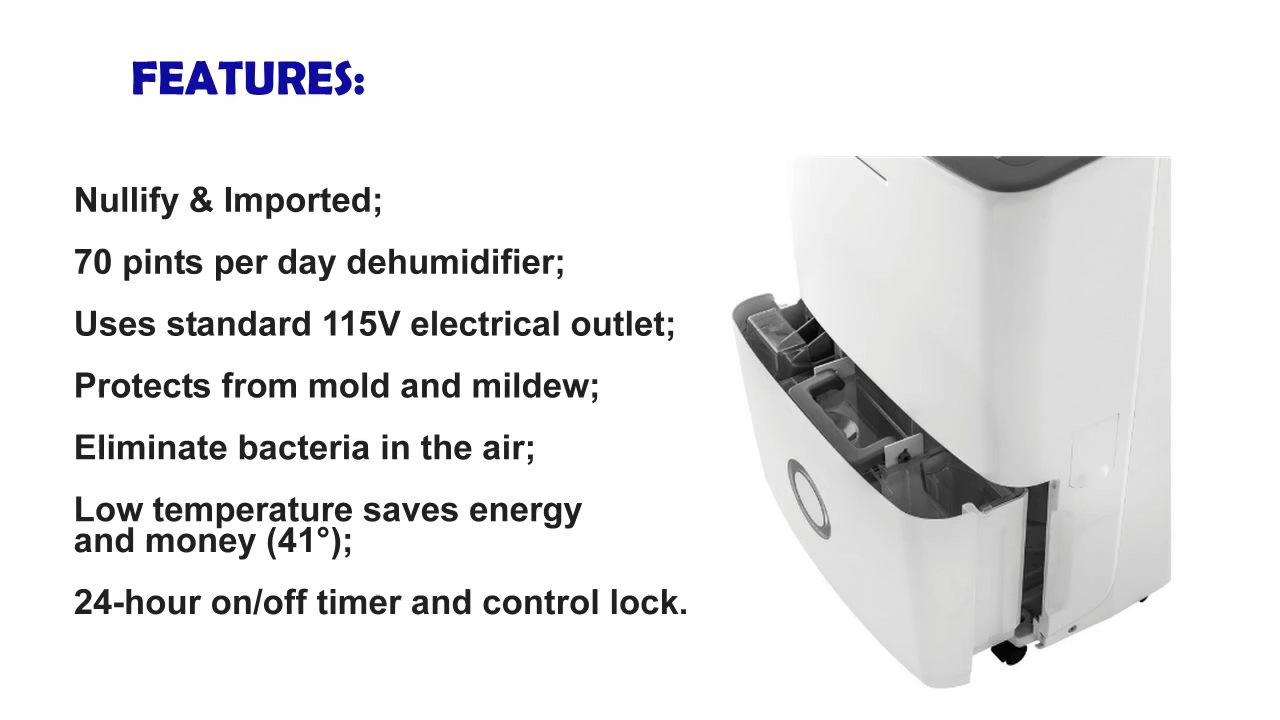 FEATURES:
Nullify & Imported;
70 pints per day dehumidifier;
Uses standard 115V electrical outlet;
Protects from mold and mildew;
Eliminate bacteria in the air;
Low temperature saves energy
and money (41°);
24-hour on/off timer and control lock.